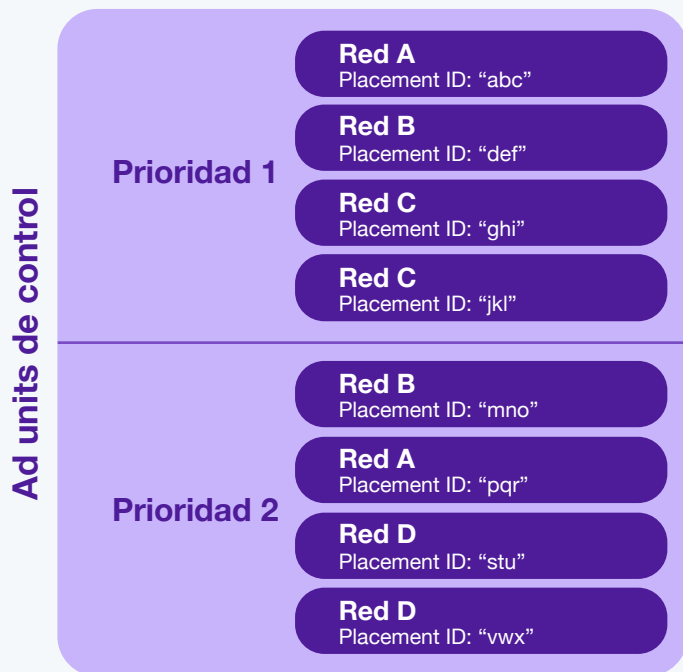 Ad units de control
Prioridad 1
Red A
Placement ID: “abc”
Red B
Placement ID: “def”
Red C
Placement ID: “ghi”
Red C
Placement ID: “jkl”
Prioridad 2
Red B
Placement ID: “mno”
Red A
Placement ID: “pqr”
Red D
Placement ID: “stu”
Red D
Placement ID: “vwx”